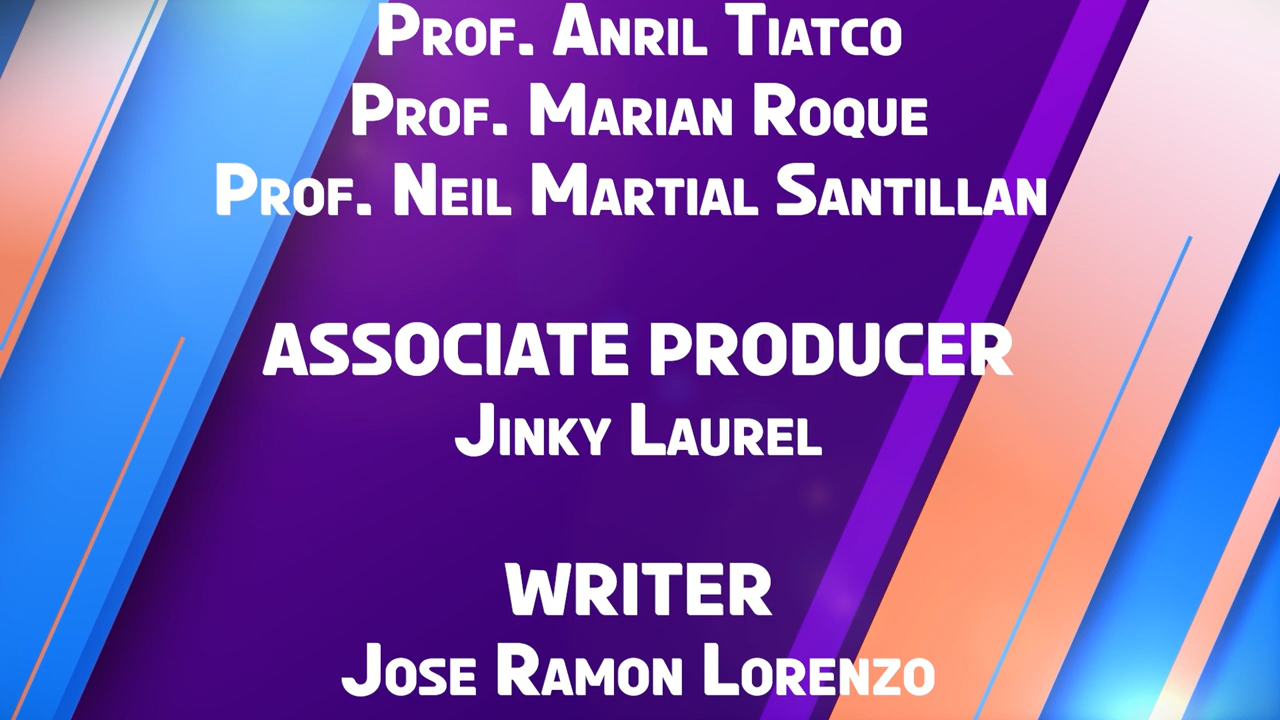 Prof. Anril Tiatco
Prof. Marian Roque
Prof. Neil Martial Santillan
ASSOCIATE PRODUCER
Jinky Laurel
WRITER
Jose Ramon Lorenzo